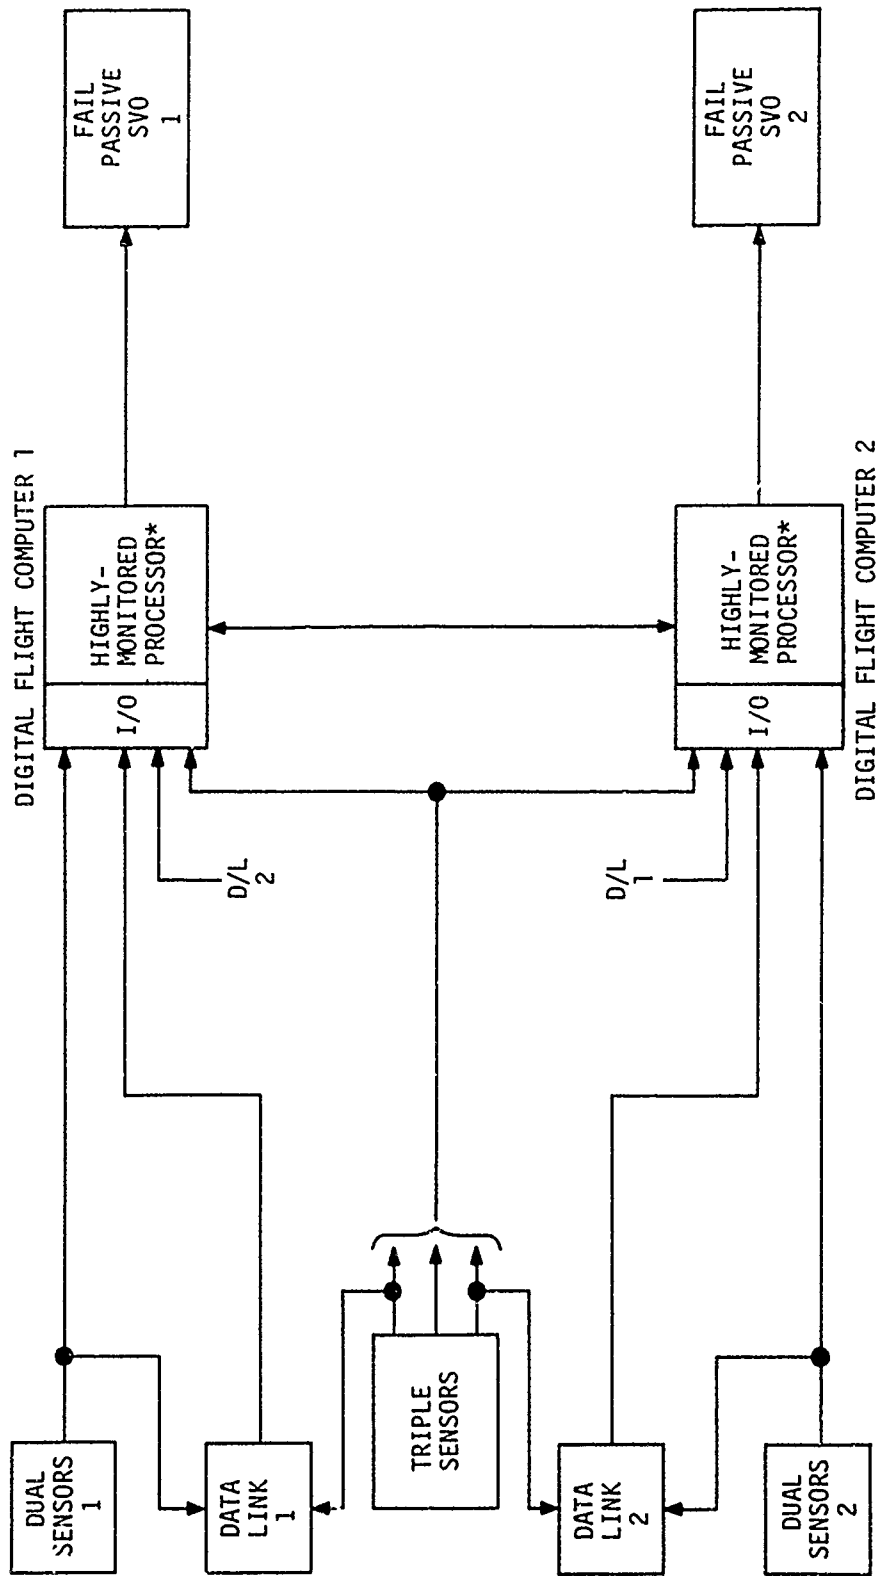 DUAL
SENSORS
1
DATA
LINK
1
TRIPLE
SENSORS
DATA
LINK
2
DUAL
SENSORS
2
D/L
2
D/L
1
DIGITAL FLIGHT COMPUTER 1
I/O
HIGHLY-
MONITORED
PROCESSOR*
I/O
HIGHLY-
MONITORED
PROCESSOR*
DIGITAL FLIGHT COMPUTER 2
FAIL
PASSIVE
SVO
1
FAIL
PASSIVE
SVO
2